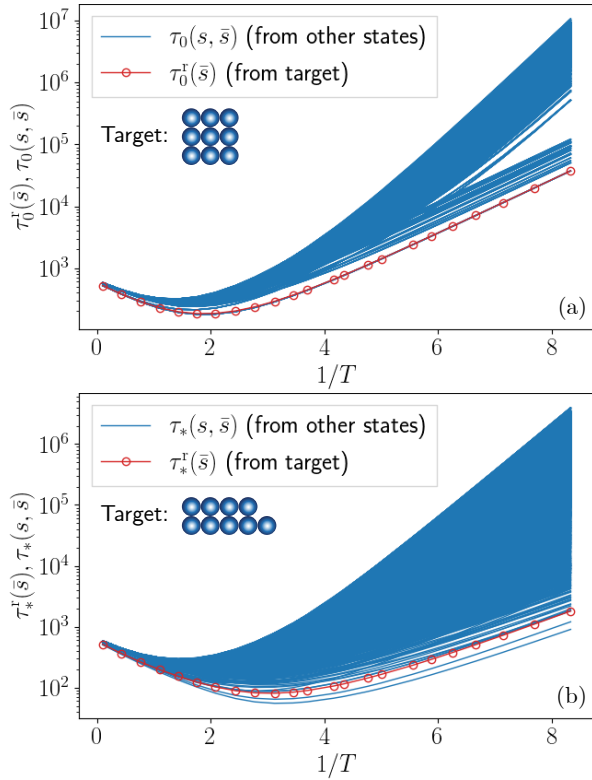 10⁷
10⁶
10⁵
10⁴
10³
τ₀ʳ(s̄), τ₀(s, s̄)
τ₀(s, s̄) (from other states)
τ₀ʳ(s̄) (from target)
Target:
(a)
0 2 4 6 8
1/T
10⁶
10⁵
10⁴
10³
10²
τ*ʳ(s̄), τ*(s, s̄)
τ*(s, s̄) (from other states)
τ*ʳ(s̄) (from target)
Target:
(b)
0 2 4 6 8
1/T